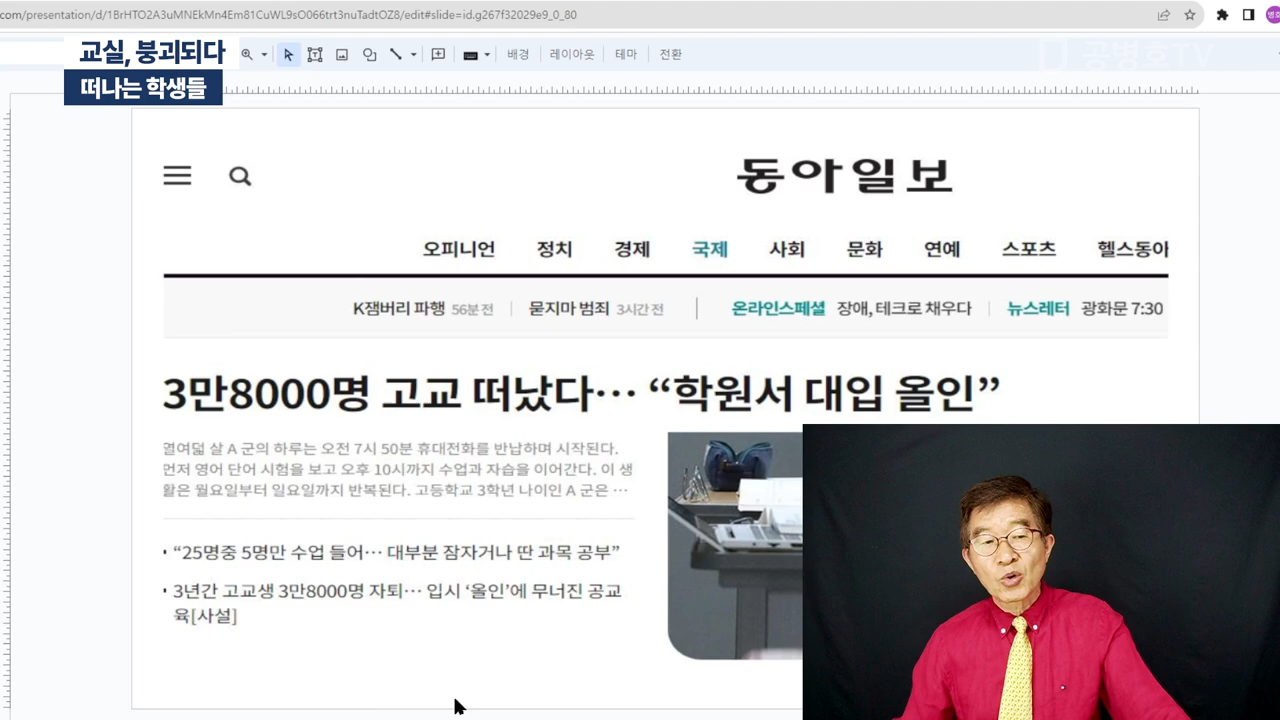 com/presentation/d/1BrHTO2A3uMNEkMn4Em81CuWL9sO066trt3nuTadtOZ8/edit#slide=id.g267f32029e9_0_80
교실, 붕괴되다
떠나는 학생들
배경 레이아웃 테마 전환
공병호TV
동아일보
오피니언 정치 경제 국제 사회 문화 연예 스포츠 헬스동아
K잼버리 파행 56분 전 묻지마 범죄 3시간 전 온라인스페셜 장애, 테크로 채우다 뉴스레터 광화문 7:30
3만8000명 고교 떠났다… “학원서 대입 올인”
열여덟 살 A 군의 하루는 오전 7시 50분 휴대전화를 반납하며 시작된다.
먼저 영어 단어 시험을 보고 오후 10시까지 수업과 자습을 이어간다. 이 생
활은 월요일부터 일요일까지 반복된다. 고등학교 3학년 나이인 A 군은 …
· “25명중 5명만 수업 들어… 대부분 잠자거나 딴 과목 공부”
· 3년간 고교생 3만8000명 자퇴… 입시 ‘올인’에 무너진 공교
육[사설]